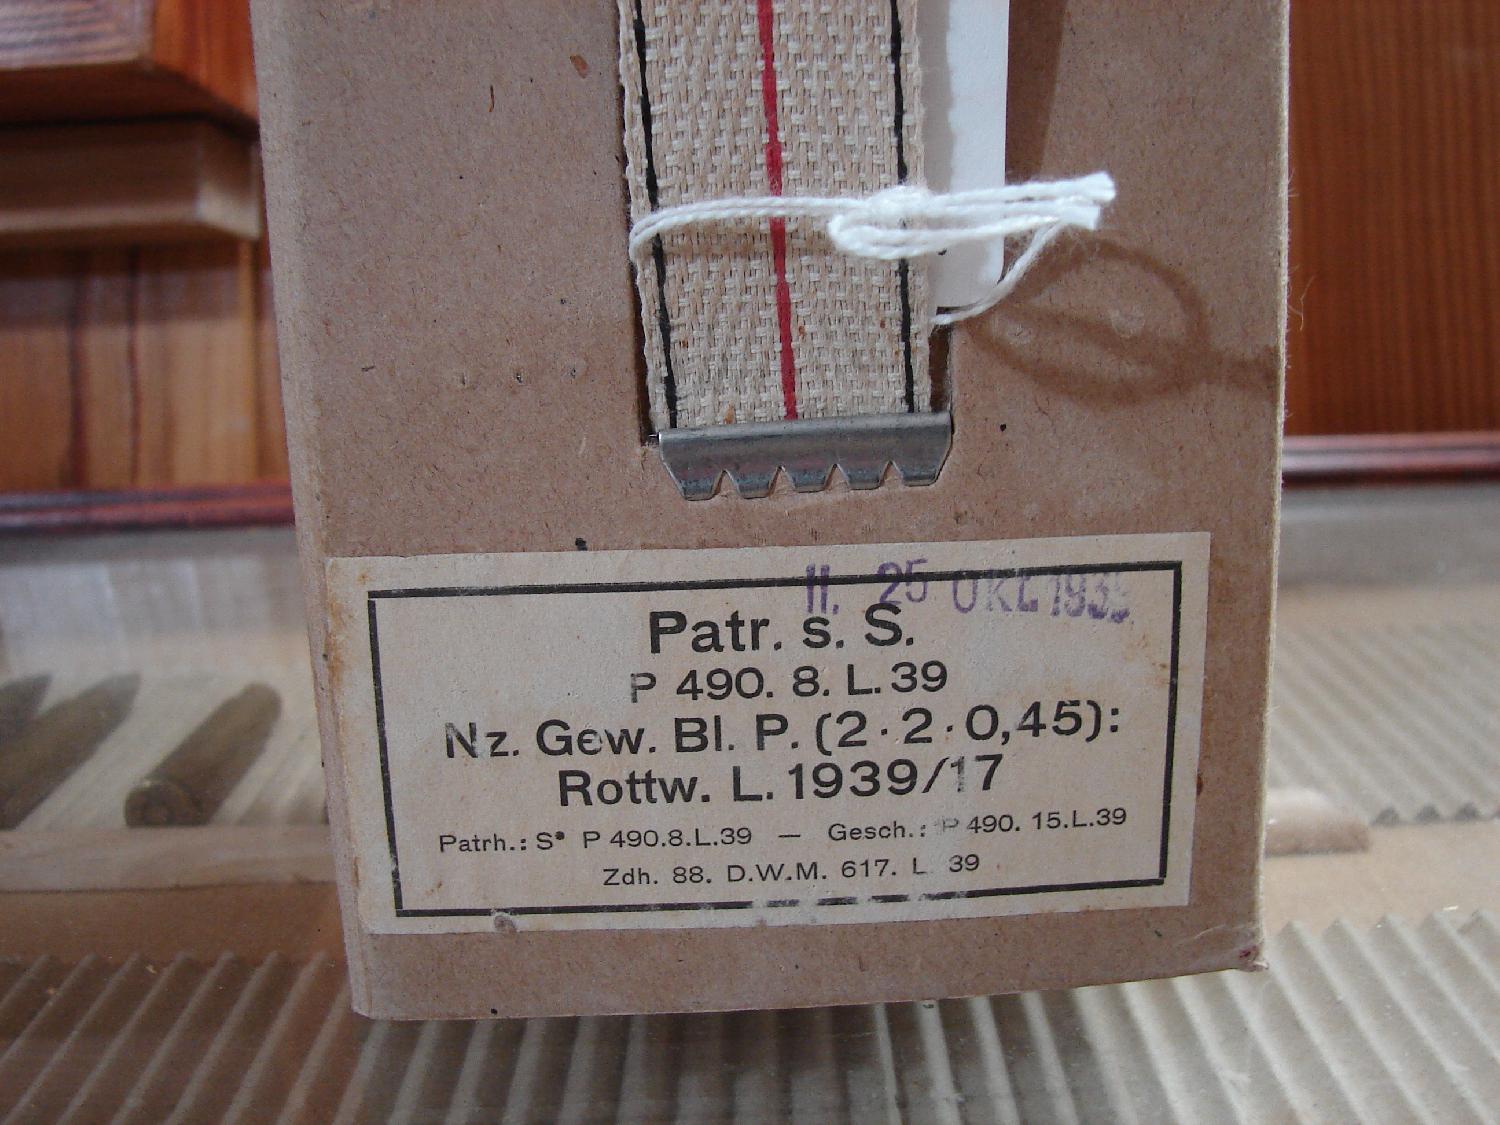 II. 25 OKT. 1939
Patr. s. S.
P 490. 8. L. 39
Nz. Gew. Bl. P. (2 · 2 · 0,45):
Rottw. L. 1939/17
Patrh.: S* P 490.8.L.39 — Gesch.: P 490. 15.L.39
Zdh. 88. D.W.M. 617. L 39